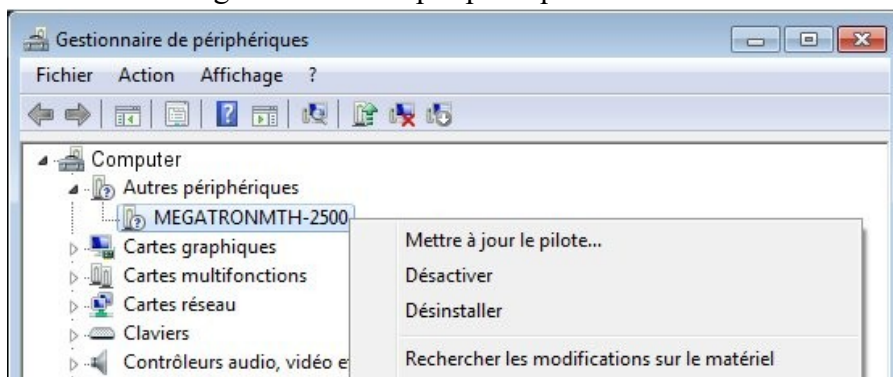 Gestionnaire de périphériques
Fichier Action Affichage ?
Computer
Autres périphériques
MEGATRONMTH-2500
Mettre à jour le pilote...
Cartes graphiques
Désactiver
Cartes multifonctions
Désinstaller
Cartes réseau
Claviers
Rechercher les modifications sur le matériel
Contrôleurs audio, vidéo e